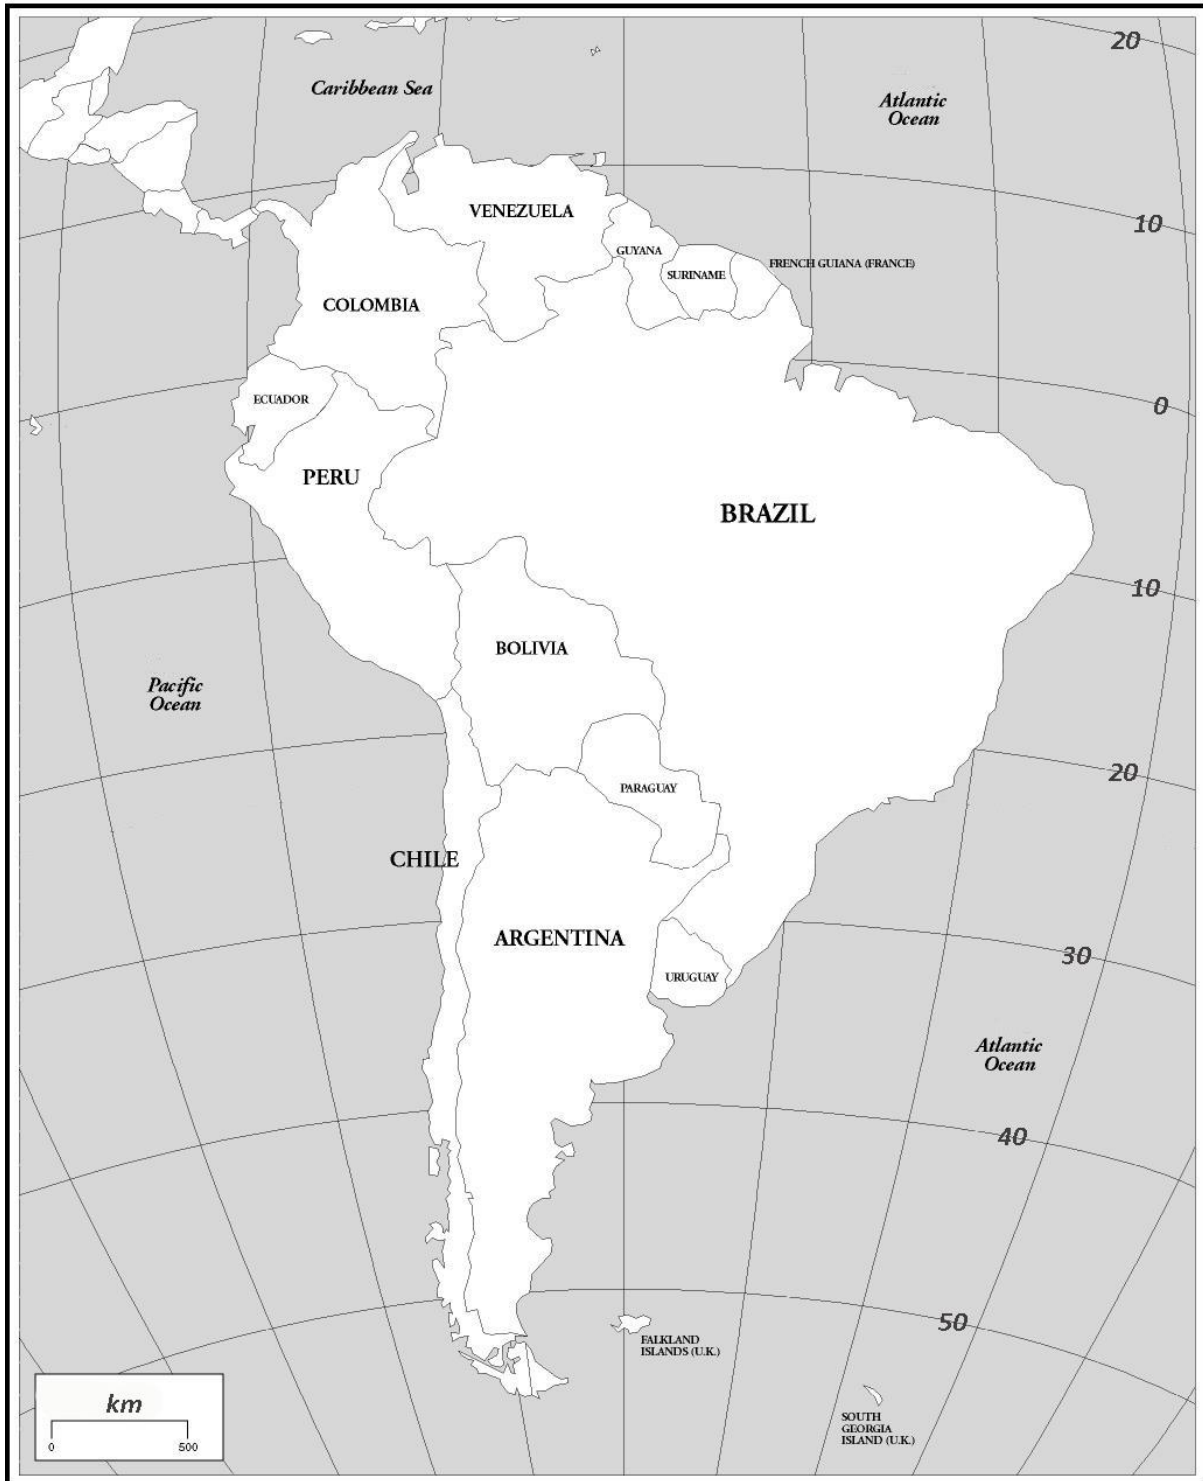 20
Caribbean Sea
Atlantic
Ocean
VENEZUELA
10
GUYANA
FRENCH GUIANA (FRANCE)
SURINAME
COLOMBIA
ECUADOR
0
PERU
BRAZIL
10
BOLIVIA
Pacific
Ocean
20
PARAGUAY
CHILE
ARGENTINA
30
URUGUAY
Atlantic
Ocean
40
50
FALKLAND
ISLANDS (U.K.)
km
0 500
SOUTH
GEORGIA
ISLAND (U.K.)